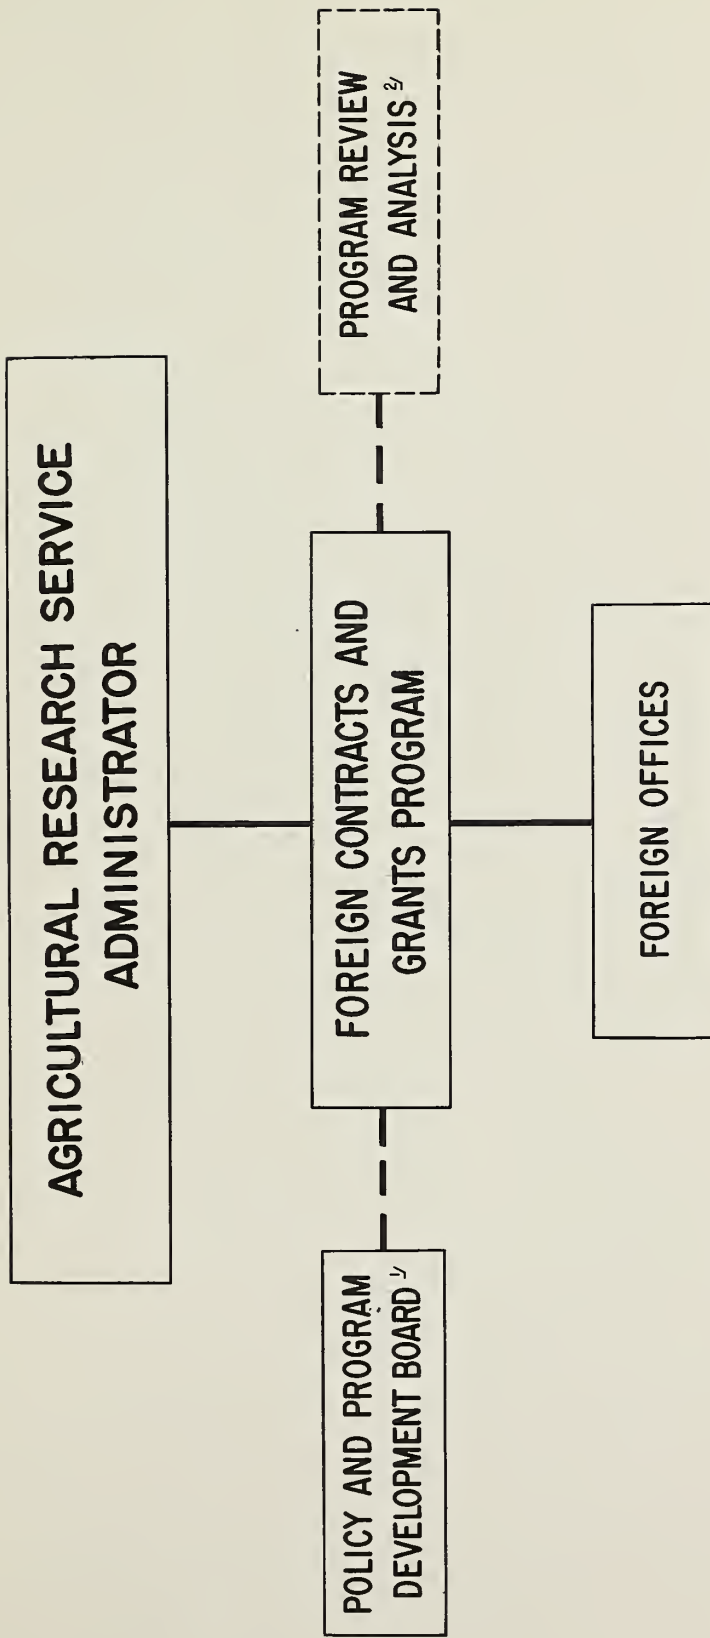 AGRICULTURAL RESEARCH SERVICE
ADMINISTRATOR
POLICY AND PROGRAM
DEVELOPMENT BOARD 1/
FOREIGN CONTRACTS AND
GRANTS PROGRAM
PROGRAM REVIEW
AND ANALYSIS 2/
FOREIGN OFFICES